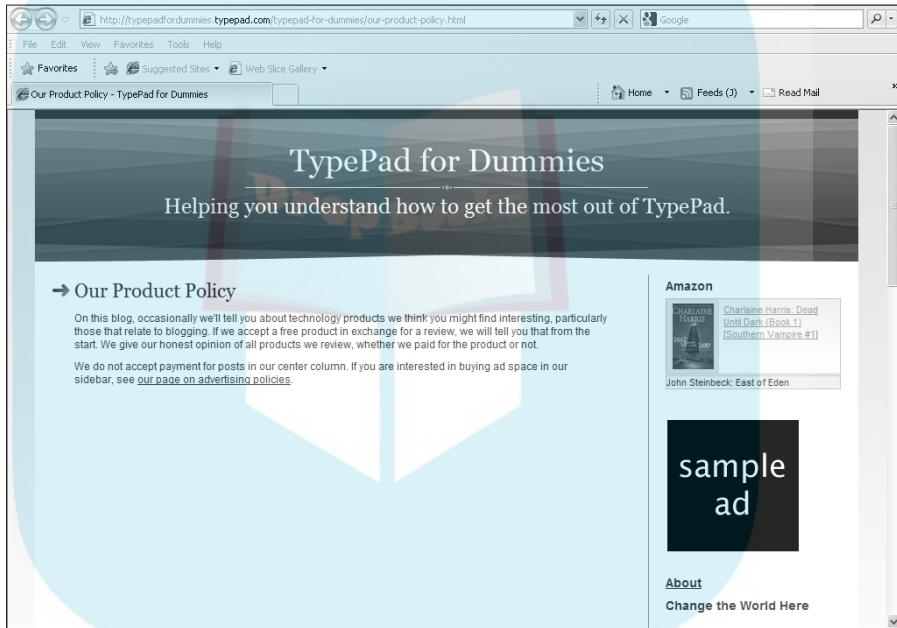 http://typepadfordummies.typepad.com/typepad-for-dummies/our-product-policy.html
Google
File Edit View Favorites Tools Help
Favorites Suggested Sites Web Slice Gallery
Our Product Policy - TypePad for Dummies
Home Feeds (J) Read Mail
TypePad for Dummies
Helping you understand how to get the most out of TypePad.
DropBooks
Our Product Policy
On this blog, occasionally we'll tell you about technology products we think you might find interesting, particularly
those that relate to blogging. If we accept a free product in exchange for a review, we will tell you that from the
start. We give our honest opinion of all products we review, whether we paid for the product or not.
We do not accept payment for posts in our center column. If you are interested in buying ad space in our
sidebar, see our page on advertising policies.
Amazon
CHARLAINE
HARRIS
DEAD
UNTIL DARK
Charlaine Harris: Dead
Until Dark (Book 1)
[Southern Vampire #1]
John Steinbeck: East of Eden
sample
ad
About
Change the World Here